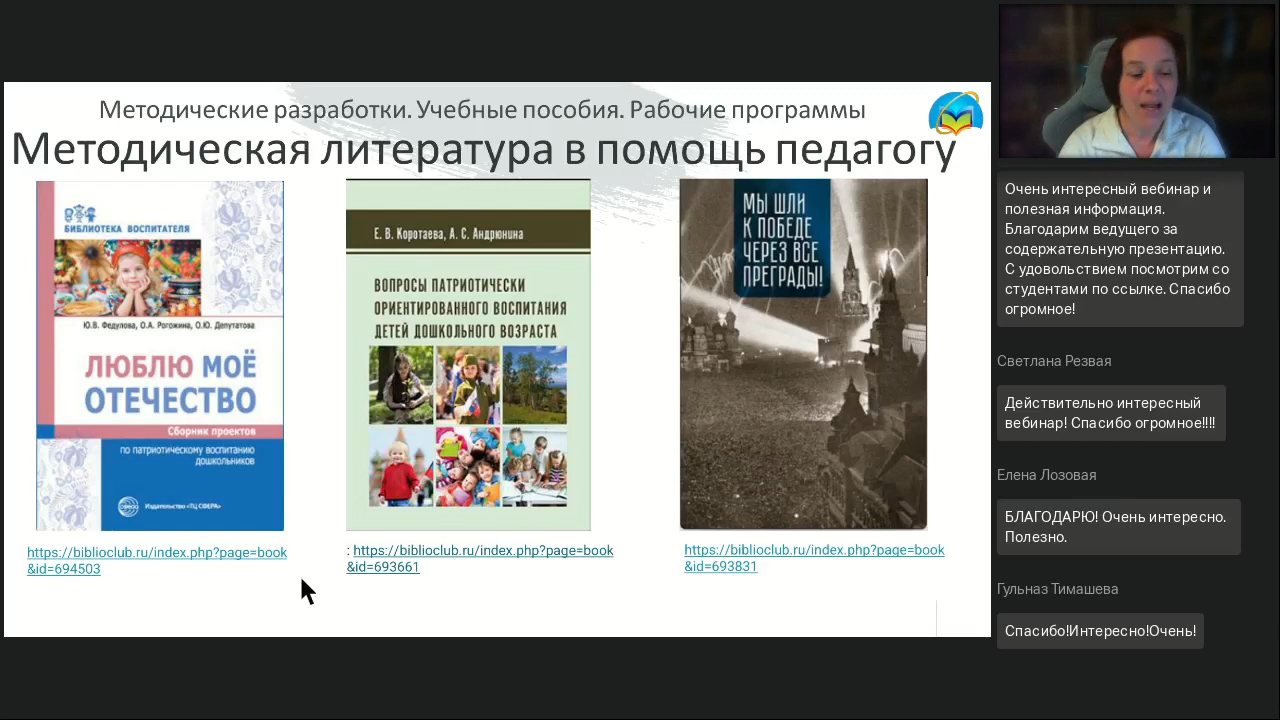 Методические разработки. Учебные пособия. Рабочие программы
Методическая литература в помощь педагогу
БИБЛИОТЕКА ВОСПИТАТЕЛЯ
Ю.В. Федулова, О.А. Рогожина, О.Ю. Депутатова
ЛЮБЛЮ МОЁ
ОТЕЧЕСТВО
Сборник проектов
по патриотическому воспитанию
дошкольников
Издательство «ТЦ СФЕРА»
https://biblioclub.ru/index.php?page=book
&id=694503
Е. В. Коротаева, А. С. Андрюнина
ВОПРОСЫ ПАТРИОТИЧЕСКИ
ОРИЕНТИРОВАННОГО ВОСПИТАНИЯ
ДЕТЕЙ ДОШКОЛЬНОГО ВОЗРАСТА
: https://biblioclub.ru/index.php?page=book
&id=693661
МЫ ШЛИ
К ПОБЕДЕ
ЧЕРЕЗ ВСЕ
ПРЕГРАДЫ!
https://biblioclub.ru/index.php?page=book
&id=693831
Очень интересный вебинар и
полезная информация.
Благодарим ведущего за
содержательную презентацию.
С удовольствием посмотрим со
студентами по ссылке. Спасибо
огромное!
Светлана Резвая
Действительно интересный
вебинар! Спасибо огромное!!!!
Елена Лозовая
БЛАГОДАРЮ! Очень интересно.
Полезно.
Гульназ Тимашева
Спасибо!Интересно!Очень!